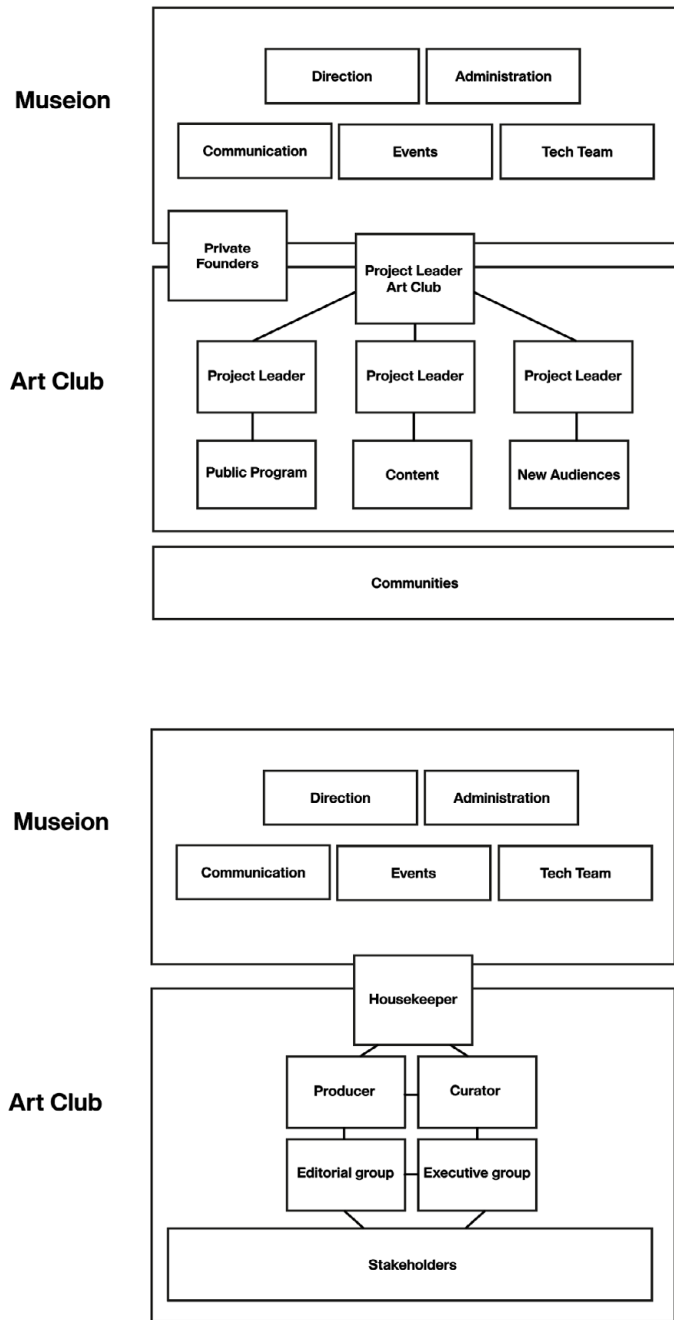 Museion
Direction
Administration
Communication
Events
Tech Team
Private
Founders
Project Leader
Art Club
Art Club
Project Leader
Project Leader
Project Leader
Public Program
Content
New Audiences
Communities
Museion
Direction
Administration
Communication
Events
Tech Team
Housekeeper
Art Club
Producer
Curator
Editorial group
Executive group
Stakeholders